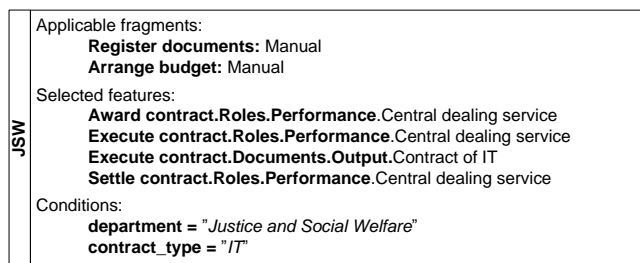 JSW
Applicable fragments:
Register documents: Manual
Arrange budget: Manual
Selected features:
Award contract.Roles.Performance.Central dealing service
Execute contract.Roles.Performance.Central dealing service
Execute contract.Documents.Output.Contract of IT
Settle contract.Roles.Performance.Central dealing service
Conditions:
department = "Justice and Social Welfare"
contract_type = "IT"